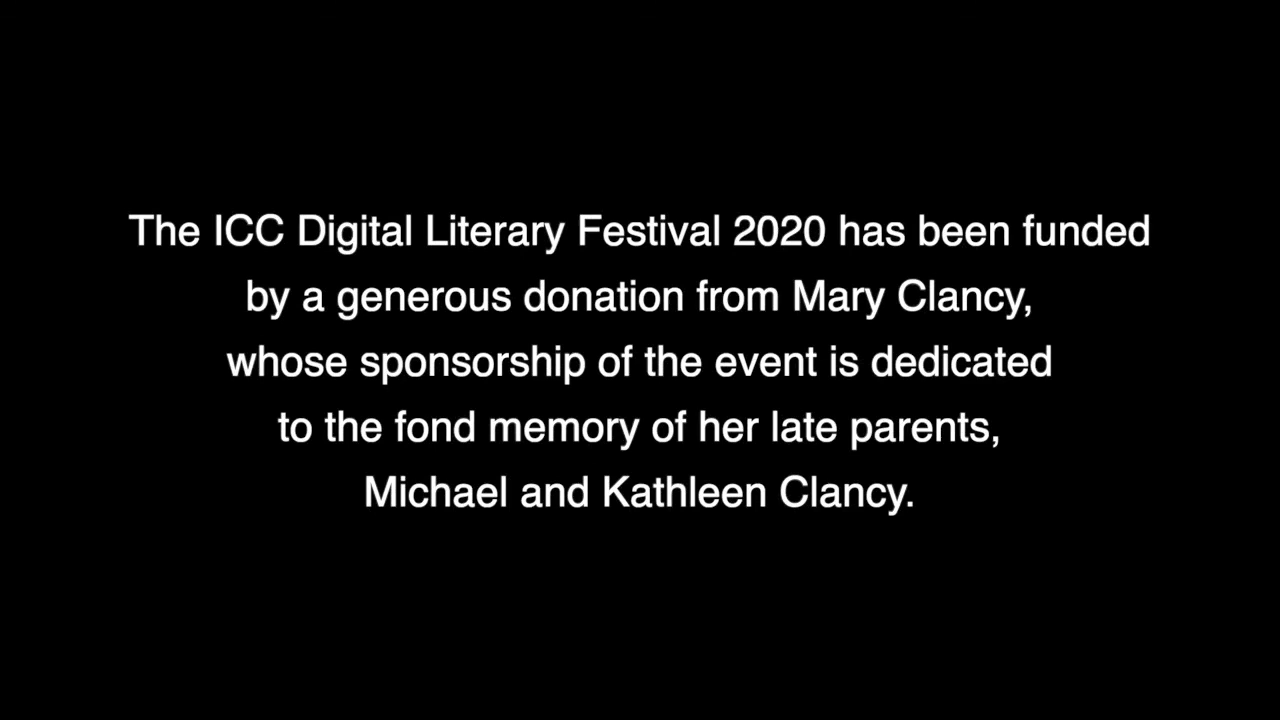 The ICC Digital Literary Festival 2020 has been funded
by a generous donation from Mary Clancy,
whose sponsorship of the event is dedicated
to the fond memory of her late parents,
Michael and Kathleen Clancy.